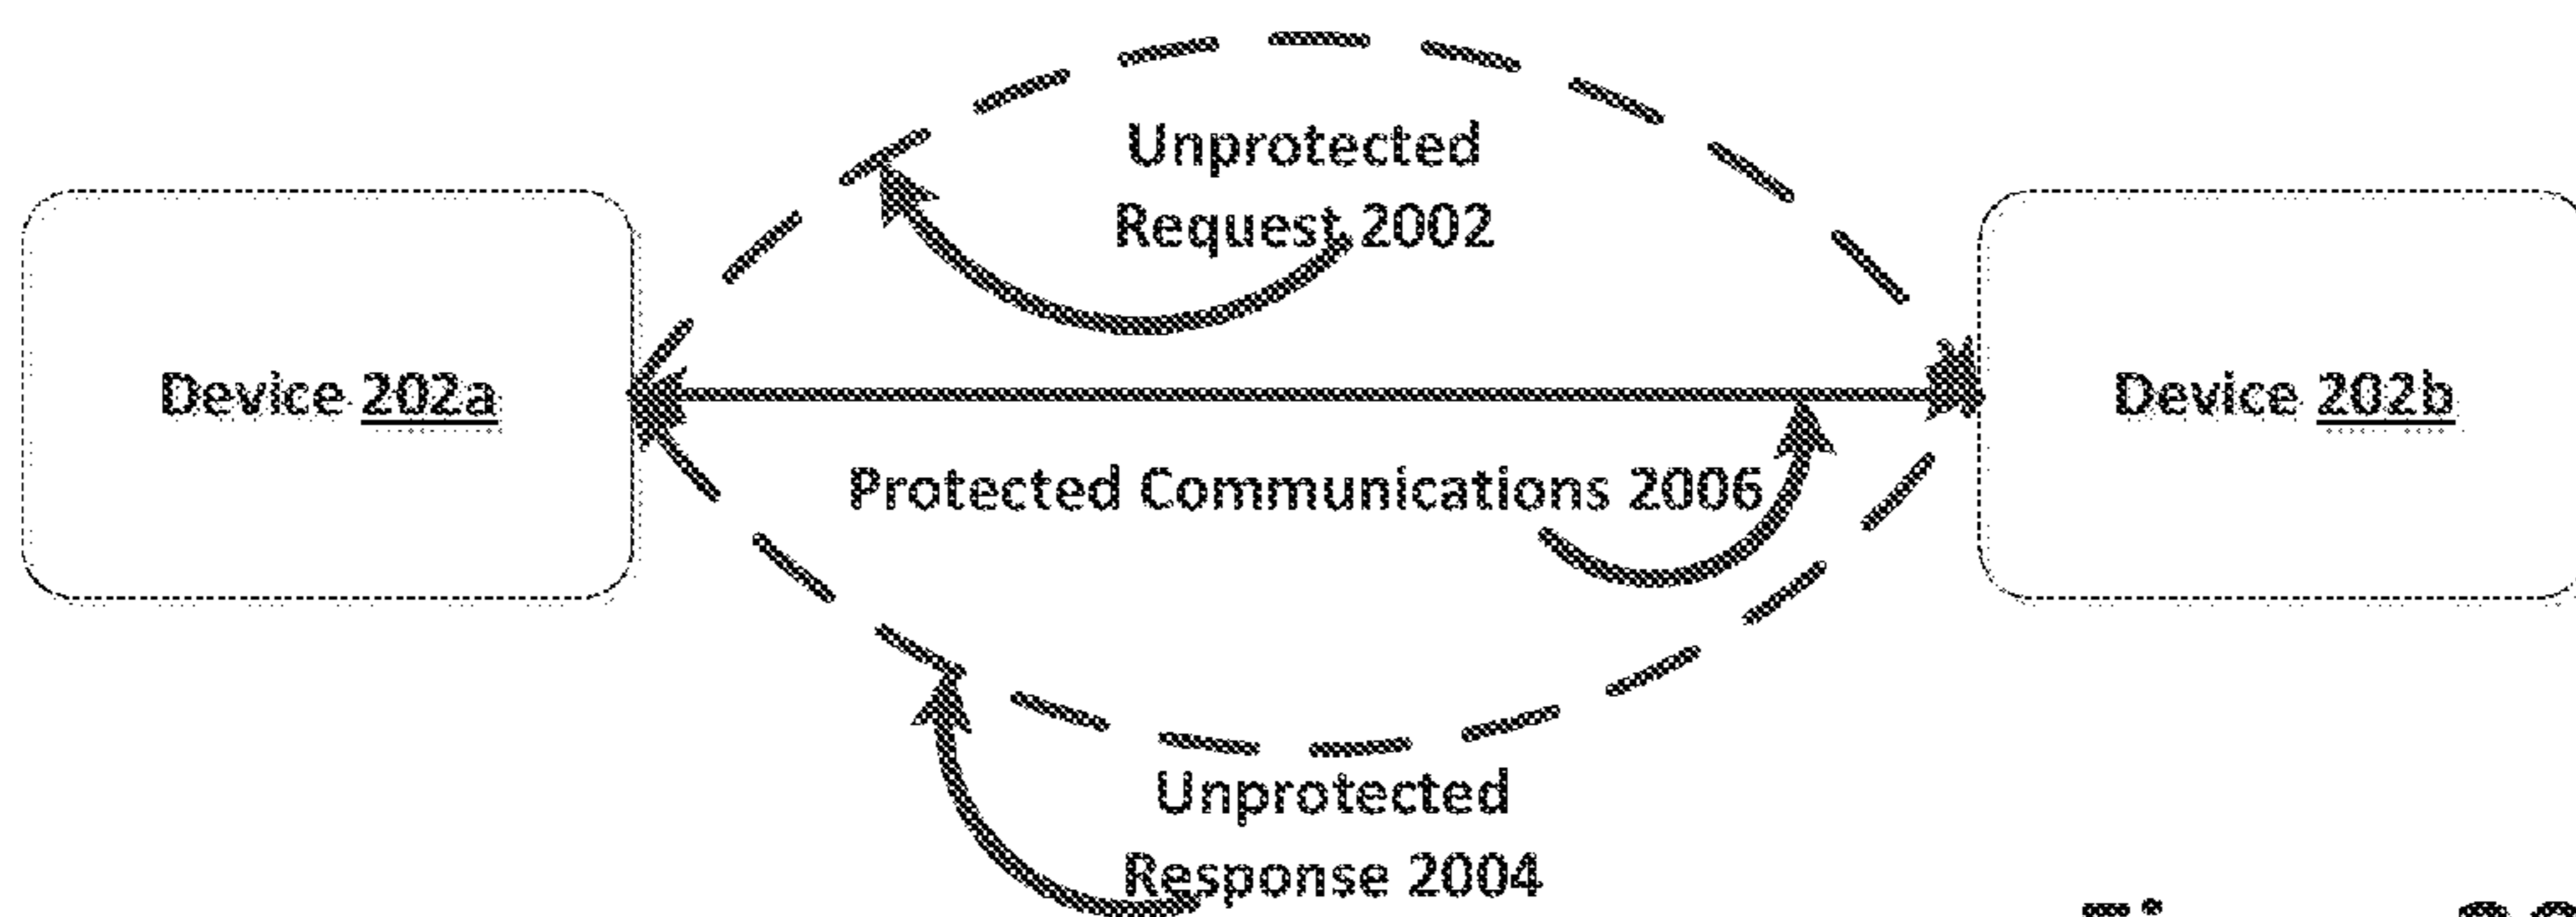 Unprotected
Request 2002
Device 202a
Device 202b
Protected Communications 2006
Unprotected
Response 2004